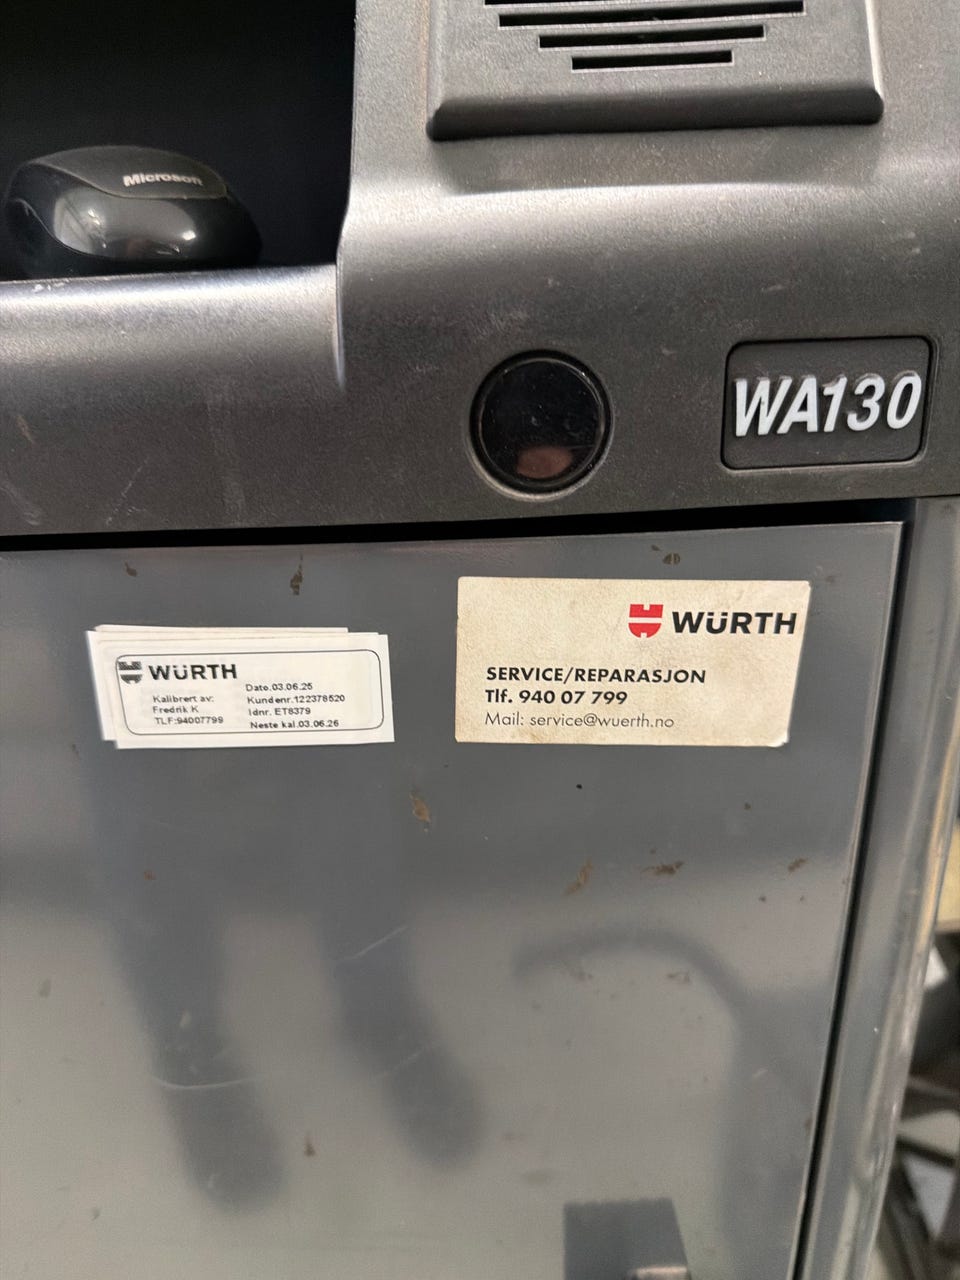 Microsoft
WA130
WÜRTH
Kalibrert av:
Fredrik K
TLF:94007799
Dato.03.06.25
Kundenr.122378520
Idnr. ET8379
Neste kal.03.06.26
WÜRTH
SERVICE/REPARASJON
Tlf. 940 07 799
Mail: service@wuerth.no